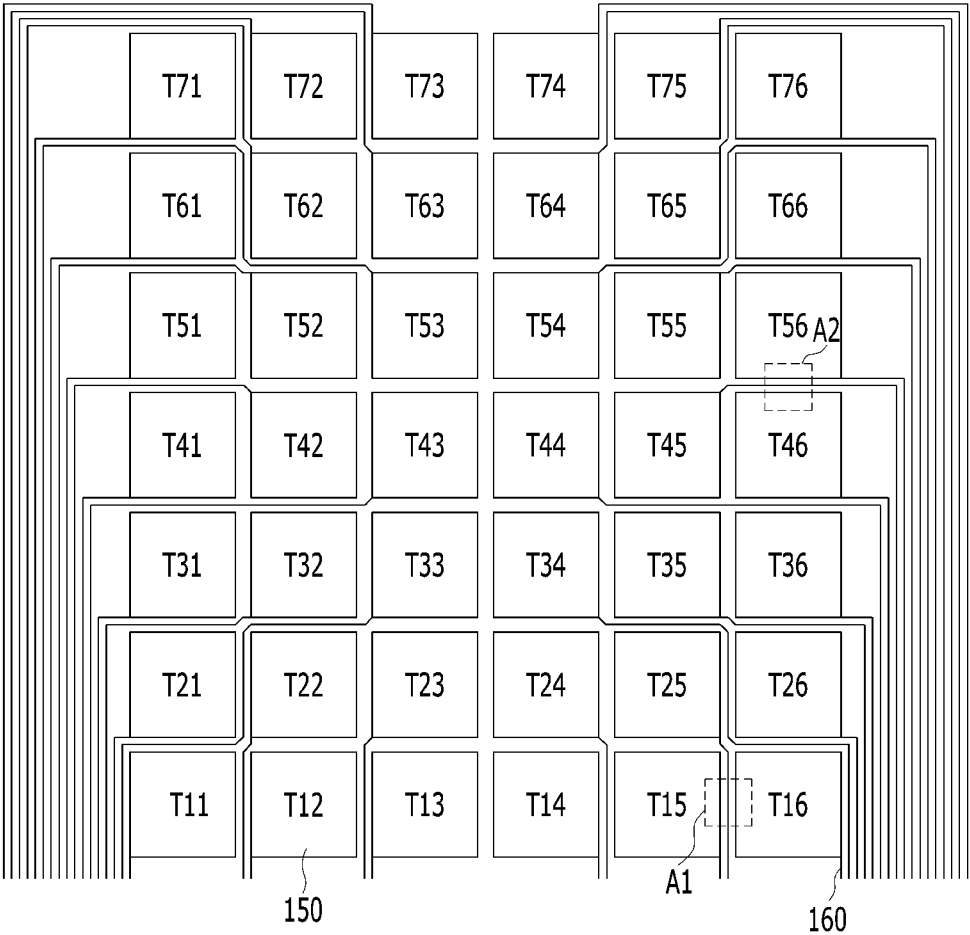 T71 T72 T73 T74 T75 T76
T61 T62 T63 T64 T65 T66
T51 T52 T53 T54 T55 T56
A2
T41 T42 T43 T44 T45 T46
T31 T32 T33 T34 T35 T36
T21 T22 T23 T24 T25 T26
T11 T12 T13 T14 T15 T16
A1
150 160